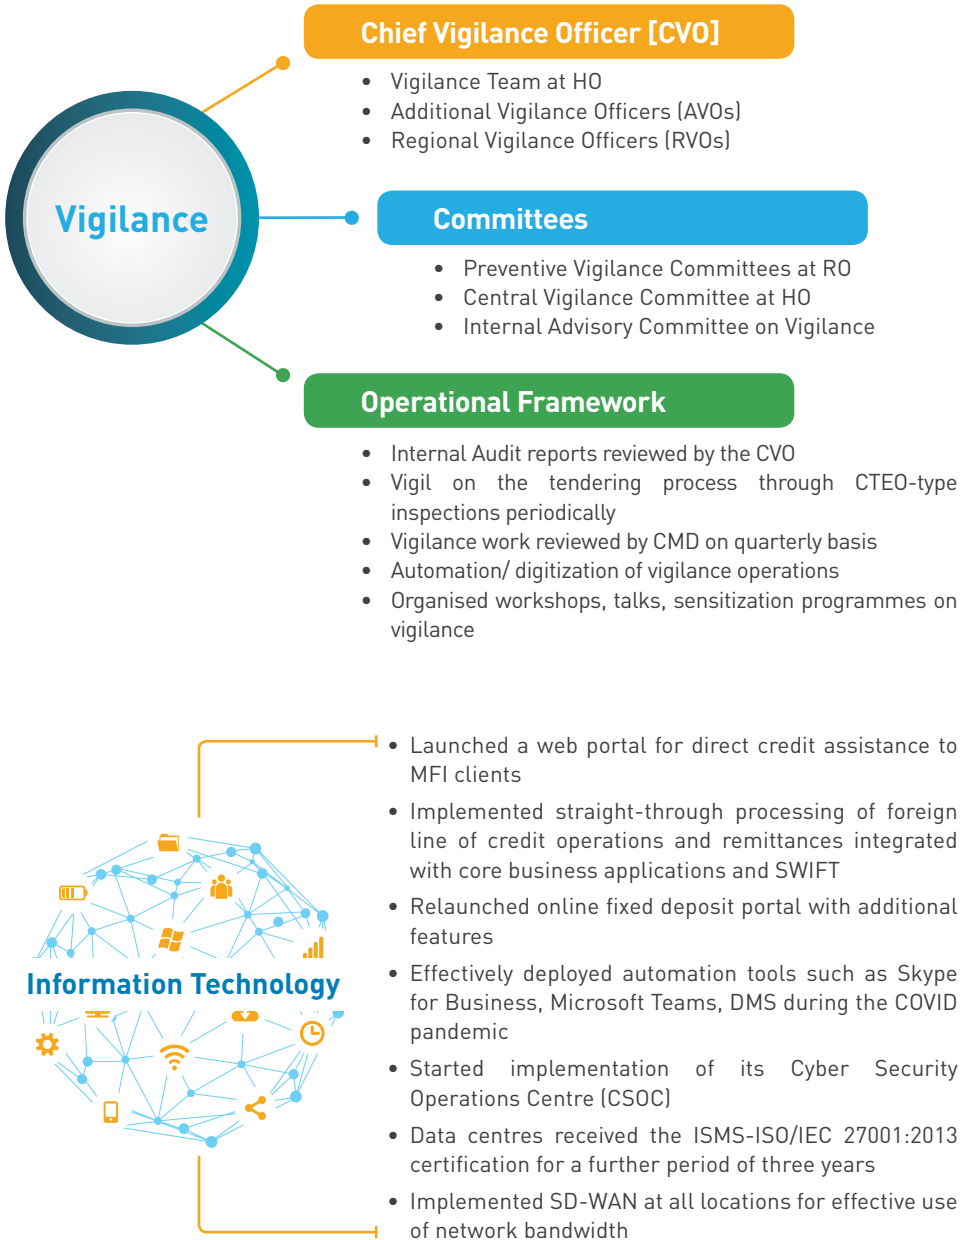 Chief Vigilance Officer [CVO]
• Vigilance Team at HO
• Additional Vigilance Officers (AVOs)
• Regional Vigilance Officers (RVOs)
Vigilance
Committees
• Preventive Vigilance Committees at RO
• Central Vigilance Committee at HO
• Internal Advisory Committee on Vigilance
Operational Framework
• Internal Audit reports reviewed by the CVO
• Vigil on the tendering process through CTEO-type
inspections periodically
• Vigilance work reviewed by CMD on quarterly basis
• Automation/ digitization of vigilance operations
• Organised workshops, talks, sensitization programmes on
vigilance
Information Technology
• Launched a web portal for direct credit assistance to
MFI clients
• Implemented straight-through processing of foreign
line of credit operations and remittances integrated
with core business applications and SWIFT
• Relaunched online fixed deposit portal with additional
features
• Effectively deployed automation tools such as Skype
for Business, Microsoft Teams, DMS during the COVID
pandemic
• Started implementation of its Cyber Security
Operations Centre (CSOC)
• Data centres received the ISMS-ISO/IEC 27001:2013
certification for a further period of three years
• Implemented SD-WAN at all locations for effective use
of network bandwidth